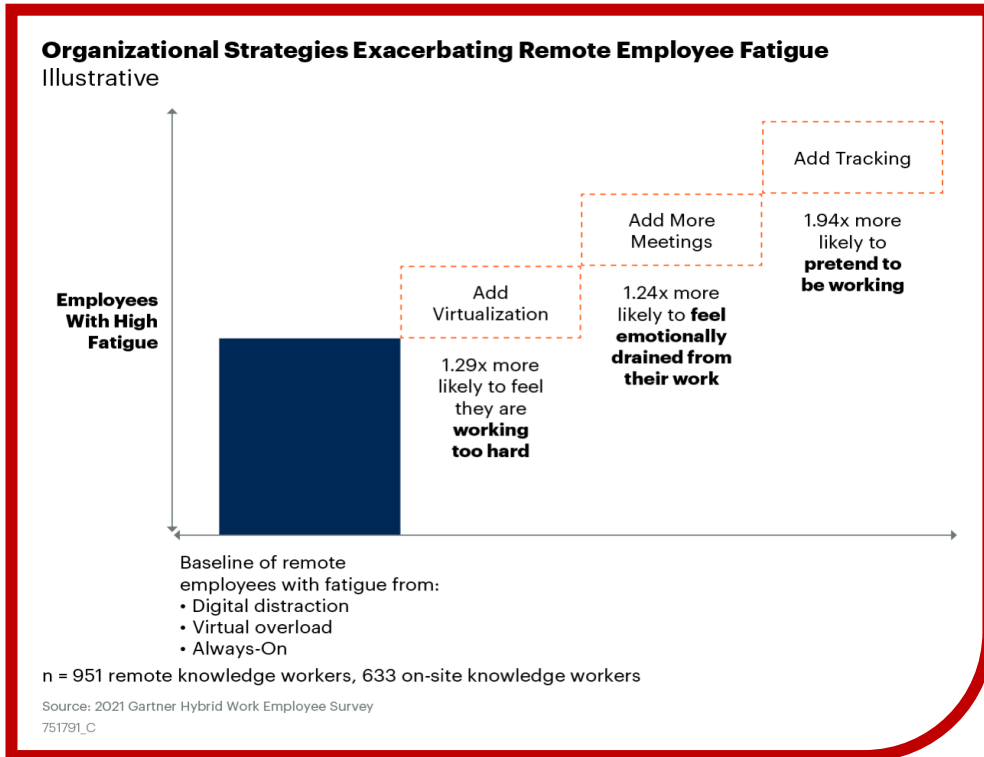 Organizational Strategies Exacerbating Remote Employee Fatigue
Illustrative
Employees
With High
Fatigue
Add
Virtualization
1.29x more
likely to feel
they are
working
too hard
Add More
Meetings
1.24x more
likely to feel
emotionally
drained from
their work
Add Tracking
1.94x more
likely to
pretend to
be working
Baseline of remote
employees with fatigue from:
• Digital distraction
• Virtual overload
• Always-On
n = 951 remote knowledge workers, 633 on-site knowledge workers
Source: 2021 Gartner Hybrid Work Employee Survey
751791_C